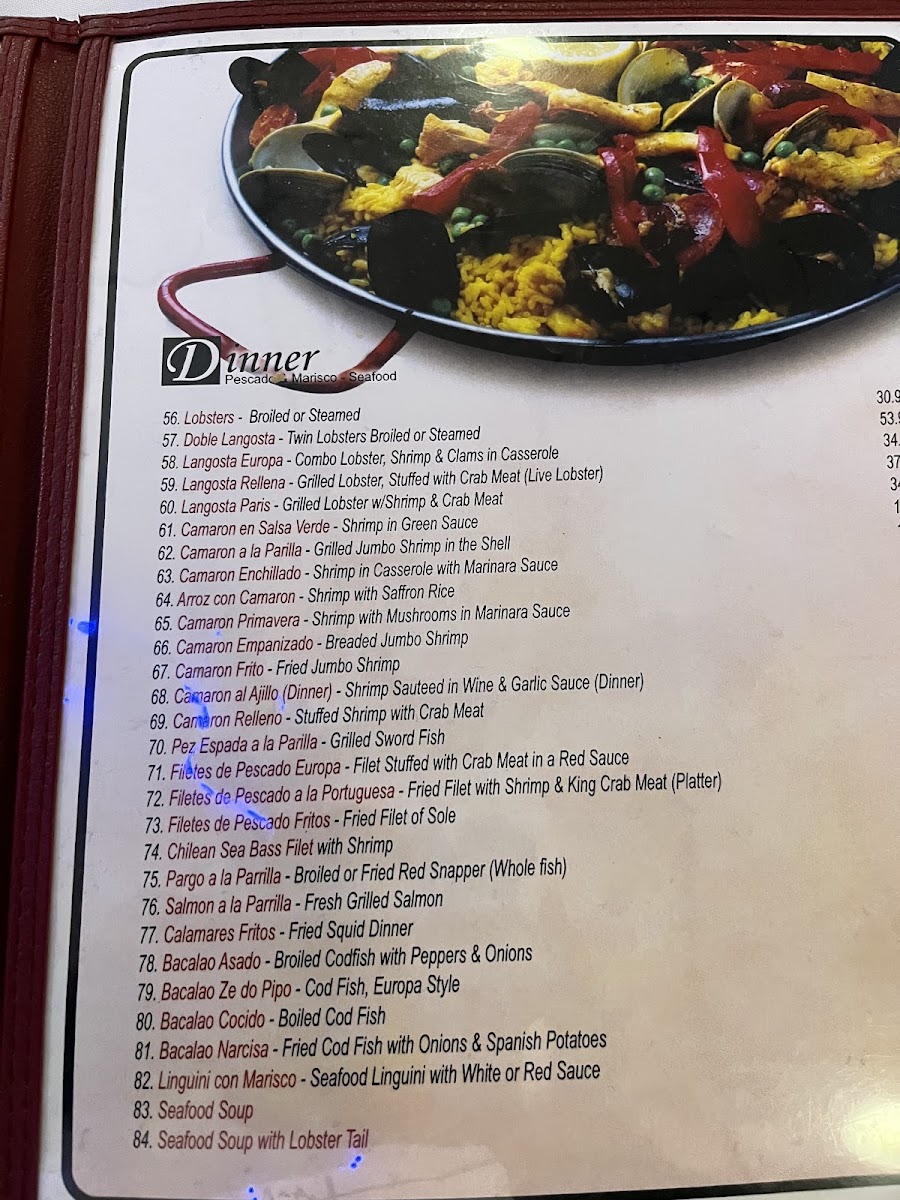 Dinner
Pescado & Marisco - Seafood
56. Lobsters - Broiled or Steamed 30.9
57. Doble Langosta - Twin Lobsters Broiled or Steamed 53.9
58. Langosta Europa - Combo Lobster, Shrimp & Clams in Casserole 34.
59. Langosta Rellena - Grilled Lobster, Stuffed with Crab Meat (Live Lobster) 37
60. Langosta Paris - Grilled Lobster w/Shrimp & Crab Meat 34
61. Camaron en Salsa Verde - Shrimp in Green Sauce 1
62. Camaron a la Parilla - Grilled Jumbo Shrimp in the Shell
63. Camaron Enchillado - Shrimp in Casserole with Marinara Sauce
64. Arroz con Camaron - Shrimp with Saffron Rice
65. Camaron Primavera - Shrimp with Mushrooms in Marinara Sauce
66. Camaron Empanizado - Breaded Jumbo Shrimp
67. Camaron Frito - Fried Jumbo Shrimp
68. Camaron al Ajillo (Dinner) - Shrimp Sauteed in Wine & Garlic Sauce (Dinner)
69. Camaron Relleno - Stuffed Shrimp with Crab Meat
70. Pez Espada a la Parilla - Grilled Sword Fish
71. Filetes de Pescado Europa - Filet Stuffed with Crab Meat in a Red Sauce
72. Filetes de Pescado a la Portuguesa - Fried Filet with Shrimp & King Crab Meat (Platter)
73. Filetes de Pescado Fritos - Fried Filet of Sole
74. Chilean Sea Bass Filet with Shrimp
75. Pargo a la Parrilla - Broiled or Fried Red Snapper (Whole fish)
76. Salmon a la Parrilla - Fresh Grilled Salmon
77. Calamares Fritos - Fried Squid Dinner
78. Bacalao Asado - Broiled Codfish with Peppers & Onions
79. Bacalao Ze do Pipo - Cod Fish, Europa Style
80. Bacalao Cocido - Boiled Cod Fish
81. Bacalao Narcisa - Fried Cod Fish with Onions & Spanish Potatoes
82. Linguini con Marisco - Seafood Linguini with White or Red Sauce
83. Seafood Soup
84. Seafood Soup with Lobster Tail